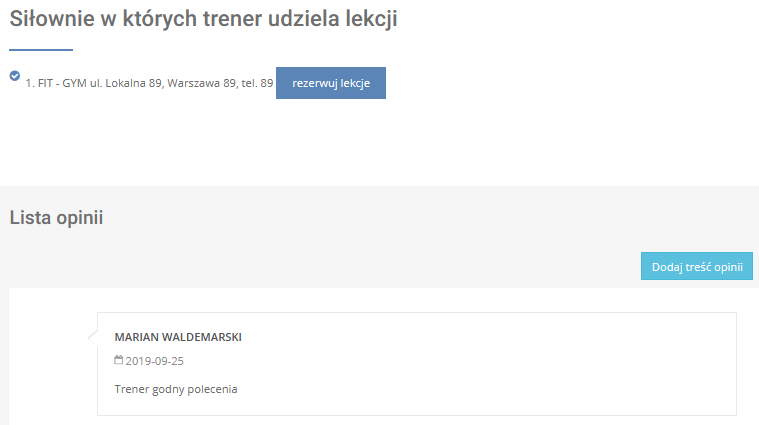 Siłownie w których trener udziela lekcji
1. FIT - GYM ul. Lokalna 89, Warszawa 89, tel. 89 rezerwuj lekcje
Lista opinii
Dodaj treść opinii
MARIAN WALDEMARSKI
2019-09-25
Trener godny polecenia